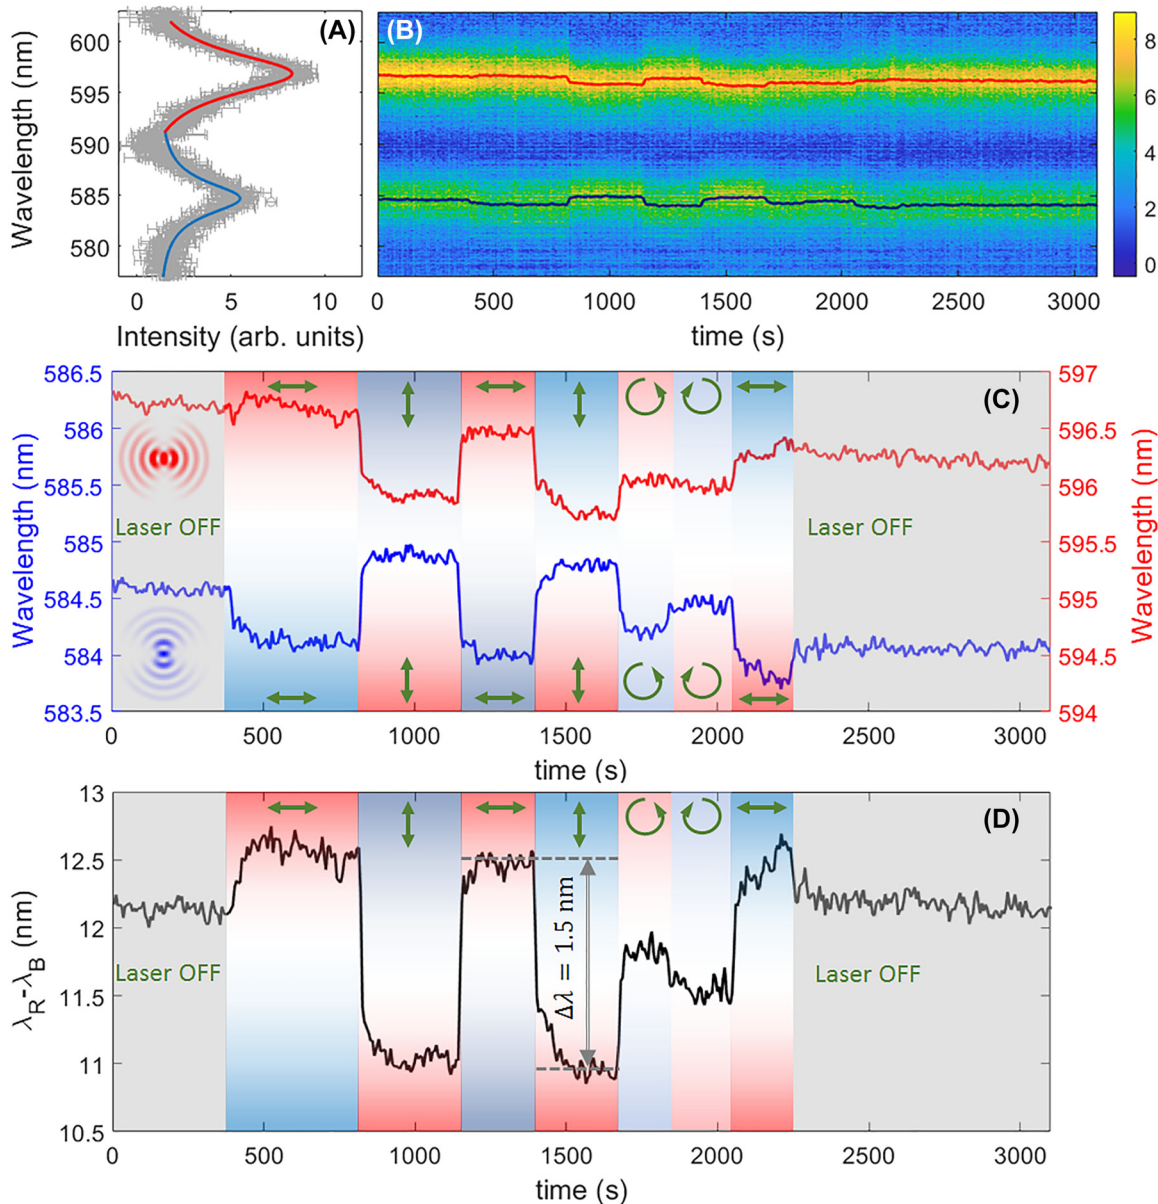 (A)
Wavelength (nm)
600
595
590
585
580
0 5 10
Intensity (arb. units)
(B)
0 500 1000 1500 2000 2500 3000
time (s)
8
6
4
2
0
(C)
Wavelength (nm)
586.5
586
585.5
585
584.5
584
583.5
Laser OFF
Laser OFF
597
596.5
596
595.5
595
594.5
594
Wavelength (nm)
0 500 1000 1500 2000 2500 3000
time (s)
(D)
λR-λB (nm)
13
12.5
12
11.5
11
10.5
Laser OFF
Δλ = 1.5 nm
Laser OFF
0 500 1000 1500 2000 2500 3000
time (s)